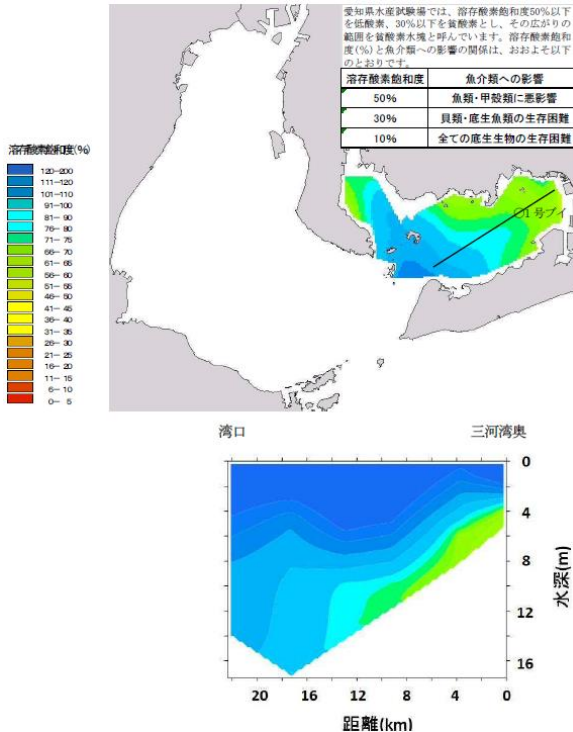 愛知県水産試験場では、溶存酸素飽和度50%以下
を低酸素、30%以下を貧酸素とし、その広がりの
範囲を貧酸素水塊と呼んでいます。溶存酸素飽和
度(%)と魚介類への影響の関係は、おおよそ以下
のとおりです。
溶存酸素飽和度 魚介類への影響
50% 魚類・甲殻類に悪影響
30% 貝類・底生魚類の生存困難
10% 全ての底生生物の生存困難
溶存酸素飽和度(%)
120-200
111-120
101-110
91-100
81- 90
76- 80
71- 75
66- 70
61- 65
56- 60
51- 55
46- 50
41- 45
36- 40
31- 35
26- 30
21- 25
16- 20
11- 15
6- 10
0- 5
1号ブイ
湾口 三河湾奥
0
4
8
12
16
水深(m)
20 16 12 8 4 0
距離(km)